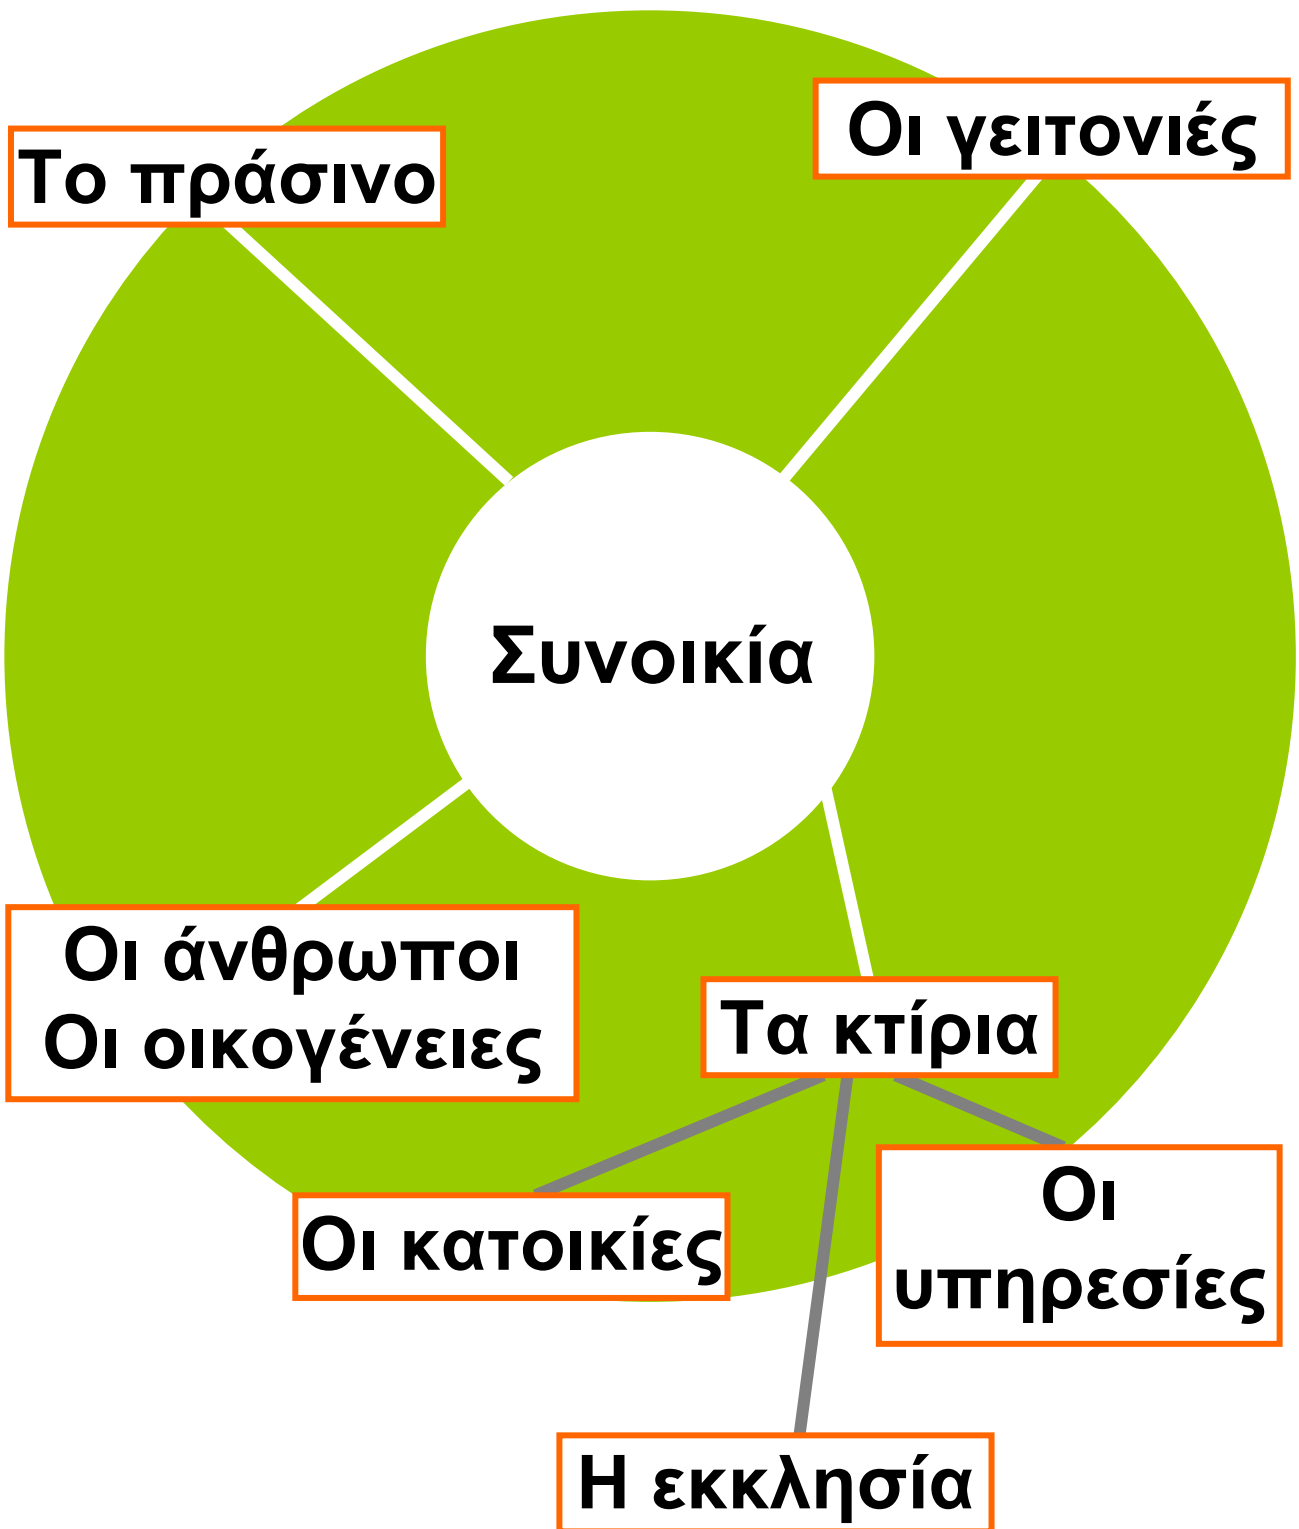 Οι γειτονιές
Το πράσινο
Συνοικία
Οι άνθρωποι
Οι οικογένειες
Τα κτίρια
Οι κατοικίες
Οι
υπηρεσίες
Η εκκλησία